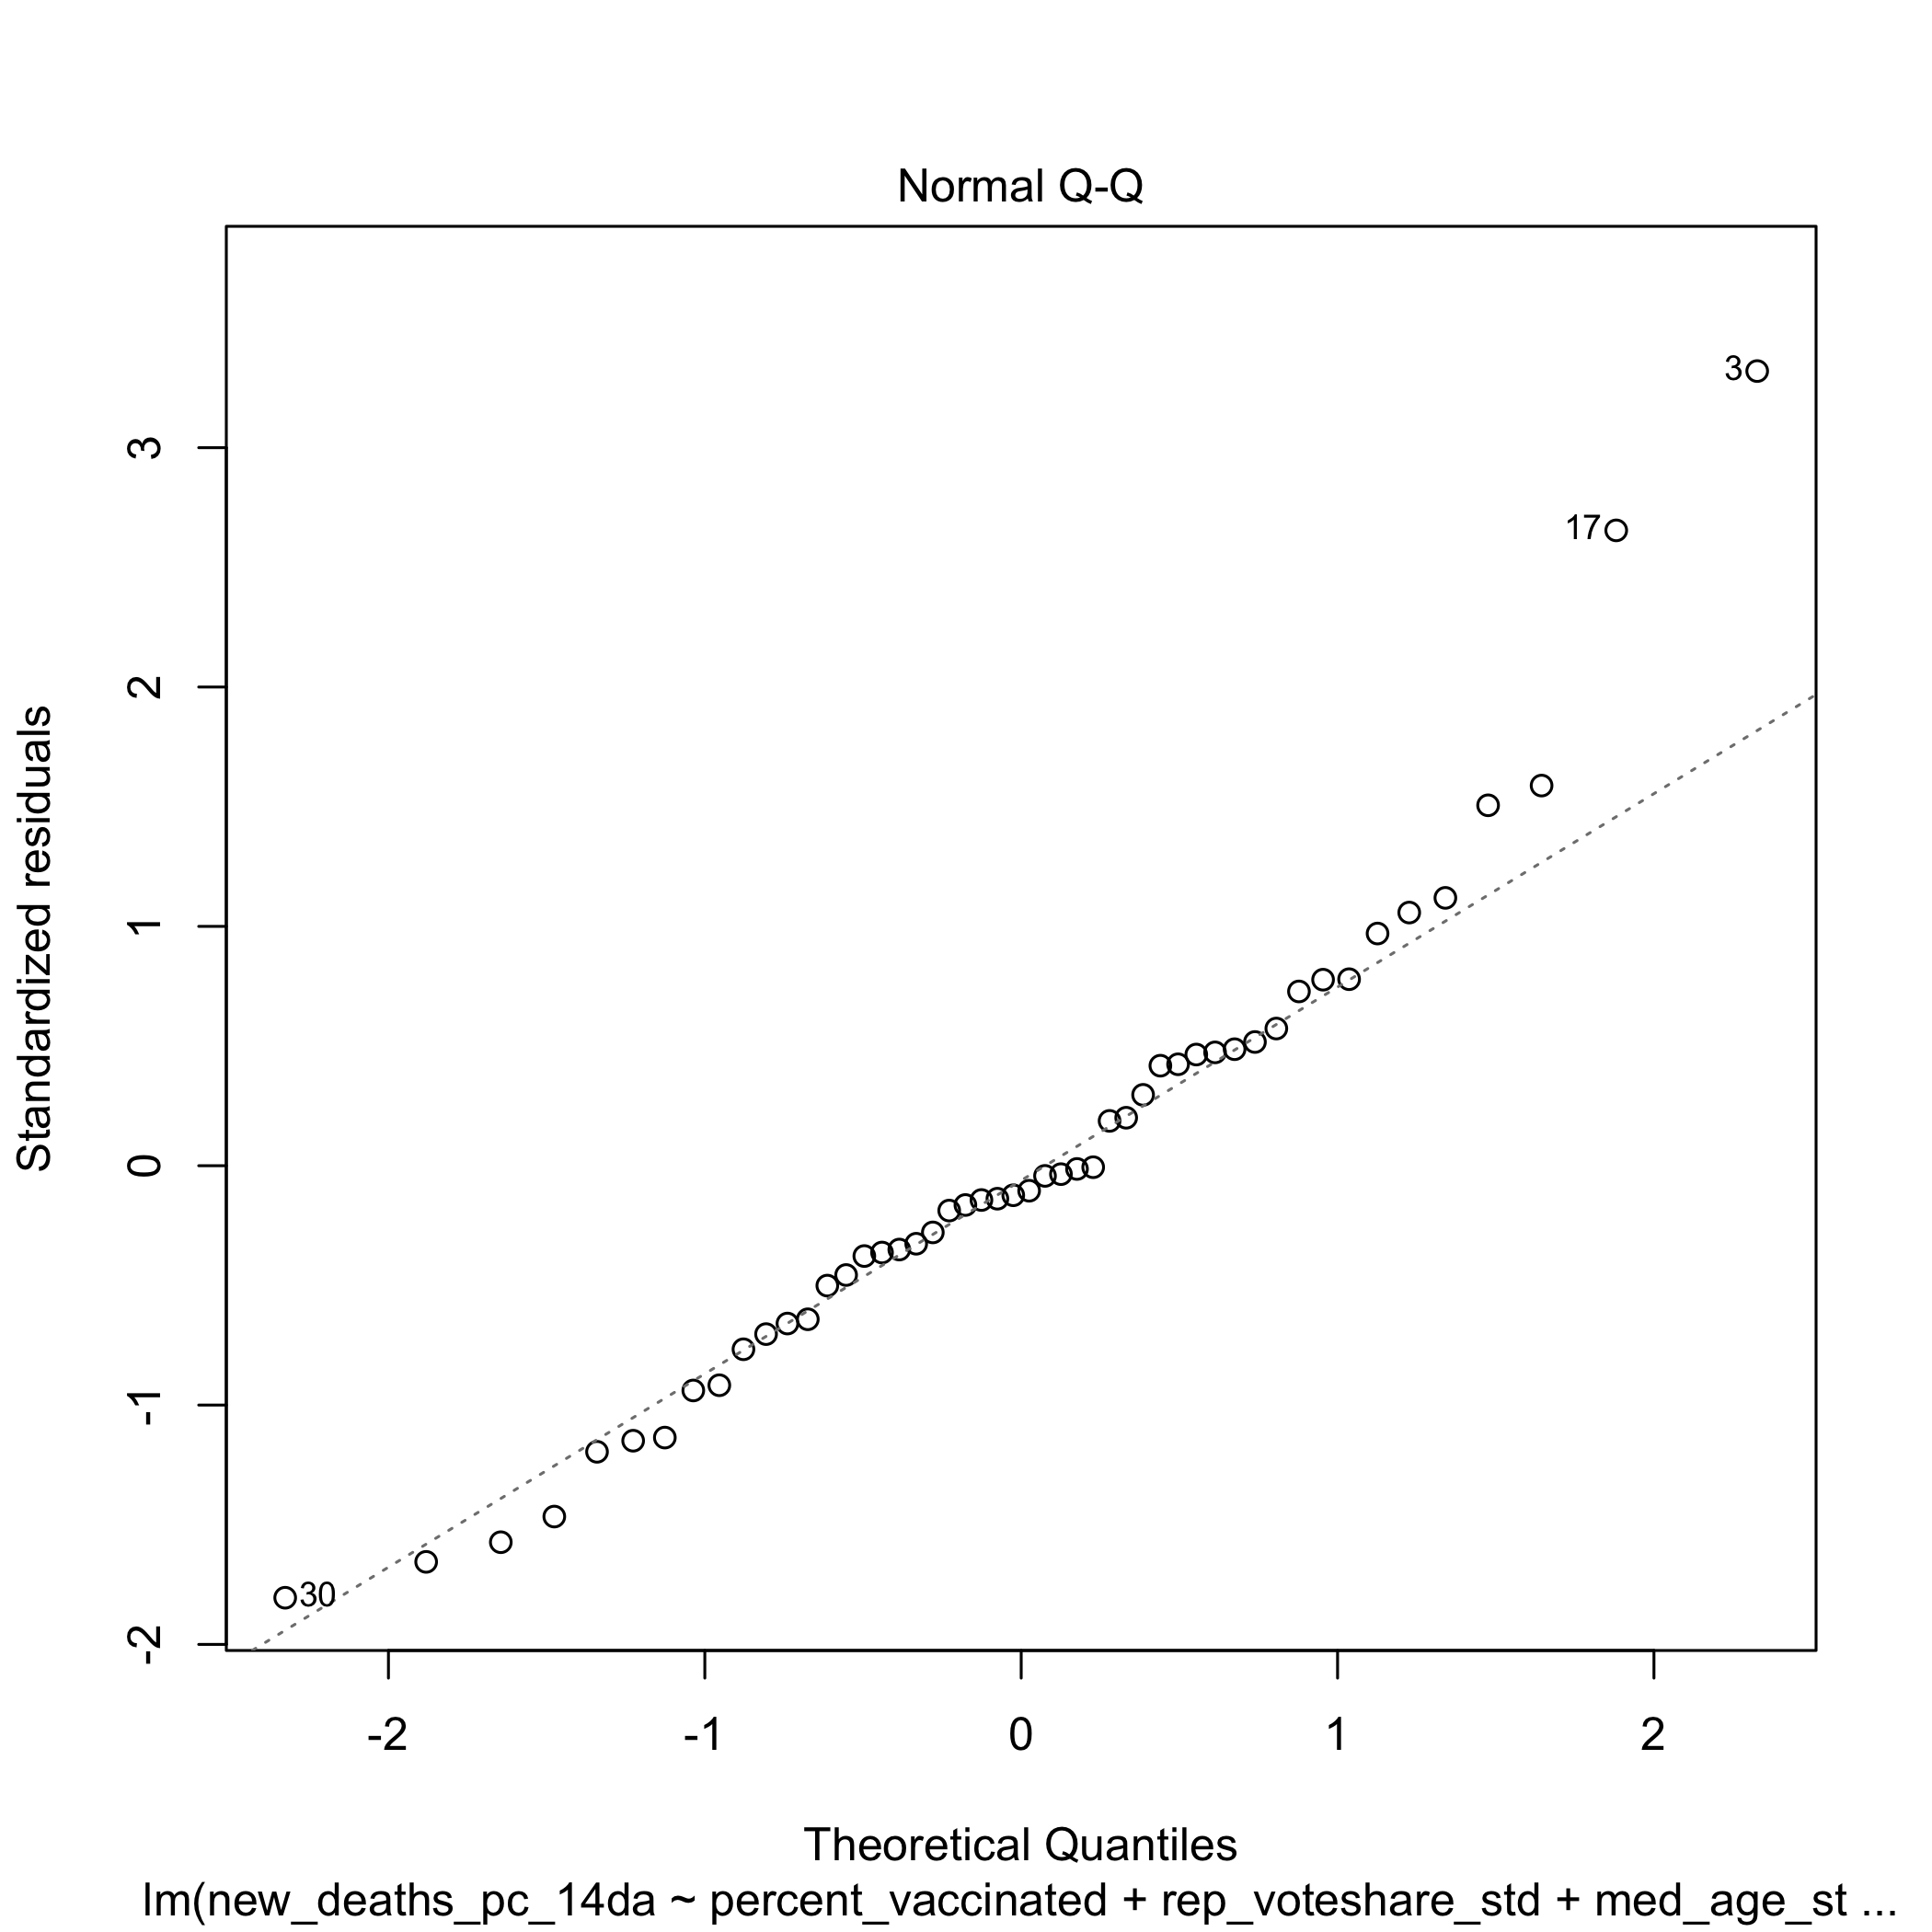 Normal Q-Q
3
17
30
3
2
1
0
-1
-2
Standardized residuals
-2 -1 0 1 2
Theoretical Quantiles
lm(new_deaths_pc_14da ~ percent_vaccinated + rep_voteshare_std + med_age_st ...